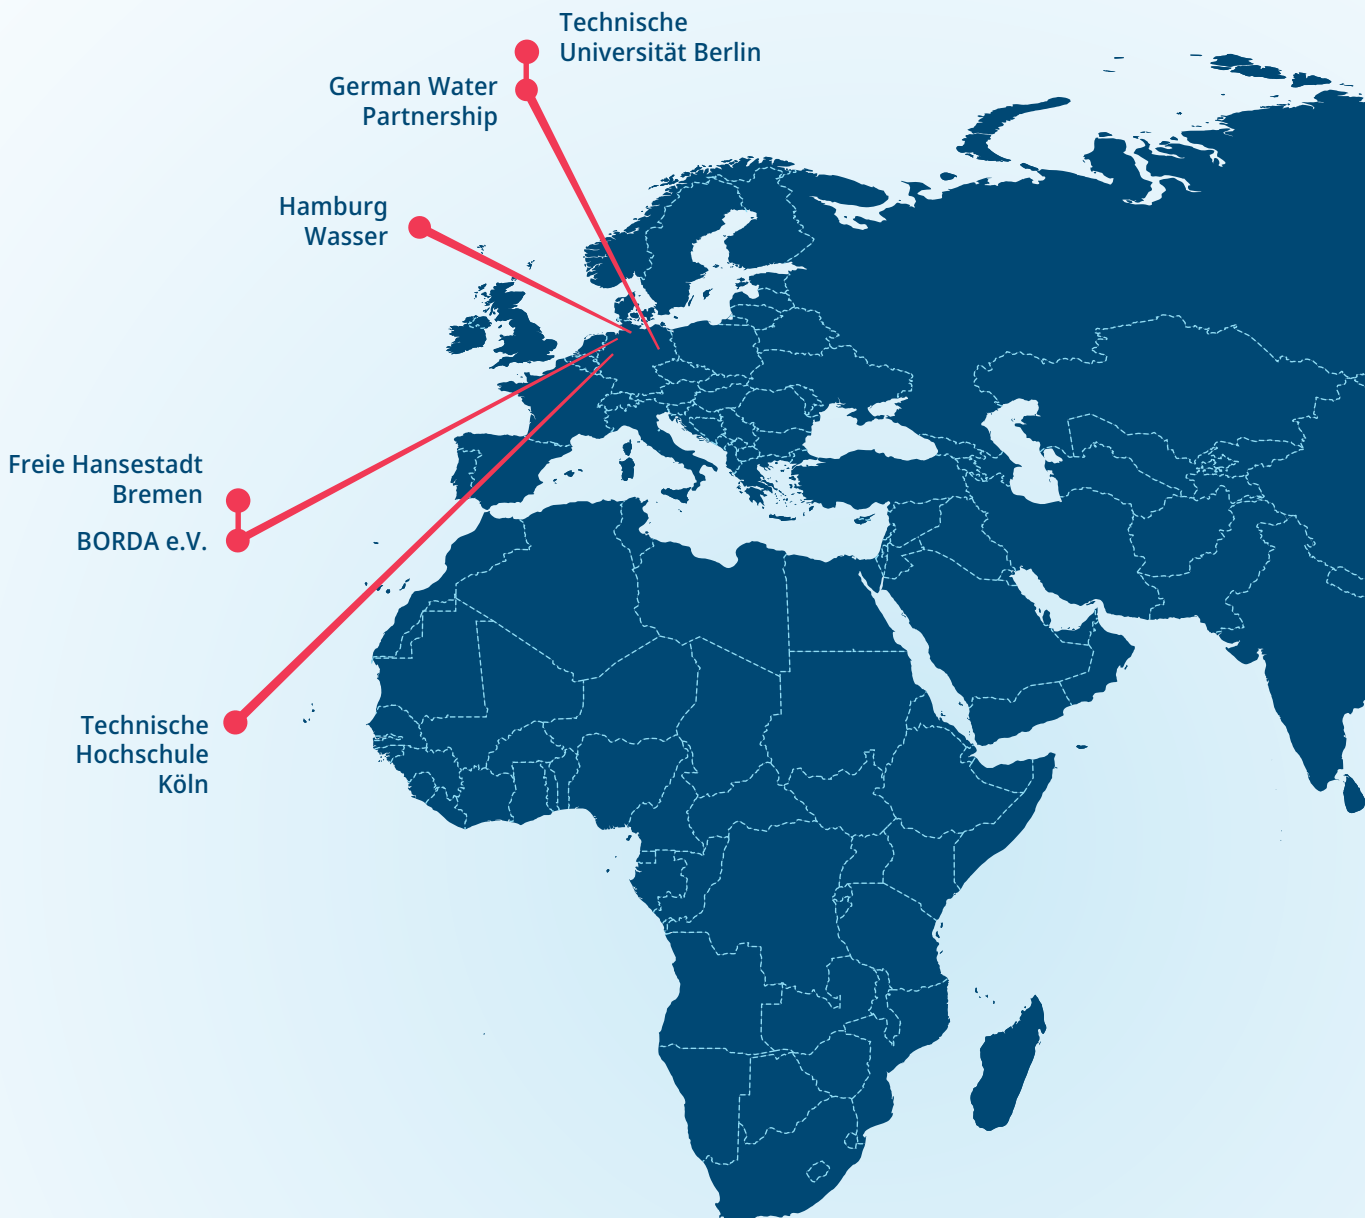 Technische
Universität Berlin
German Water
Partnership
Hamburg
Wasser
Freie Hansestadt
Bremen
BORDA e.V.
Technische
Hochschule
Köln